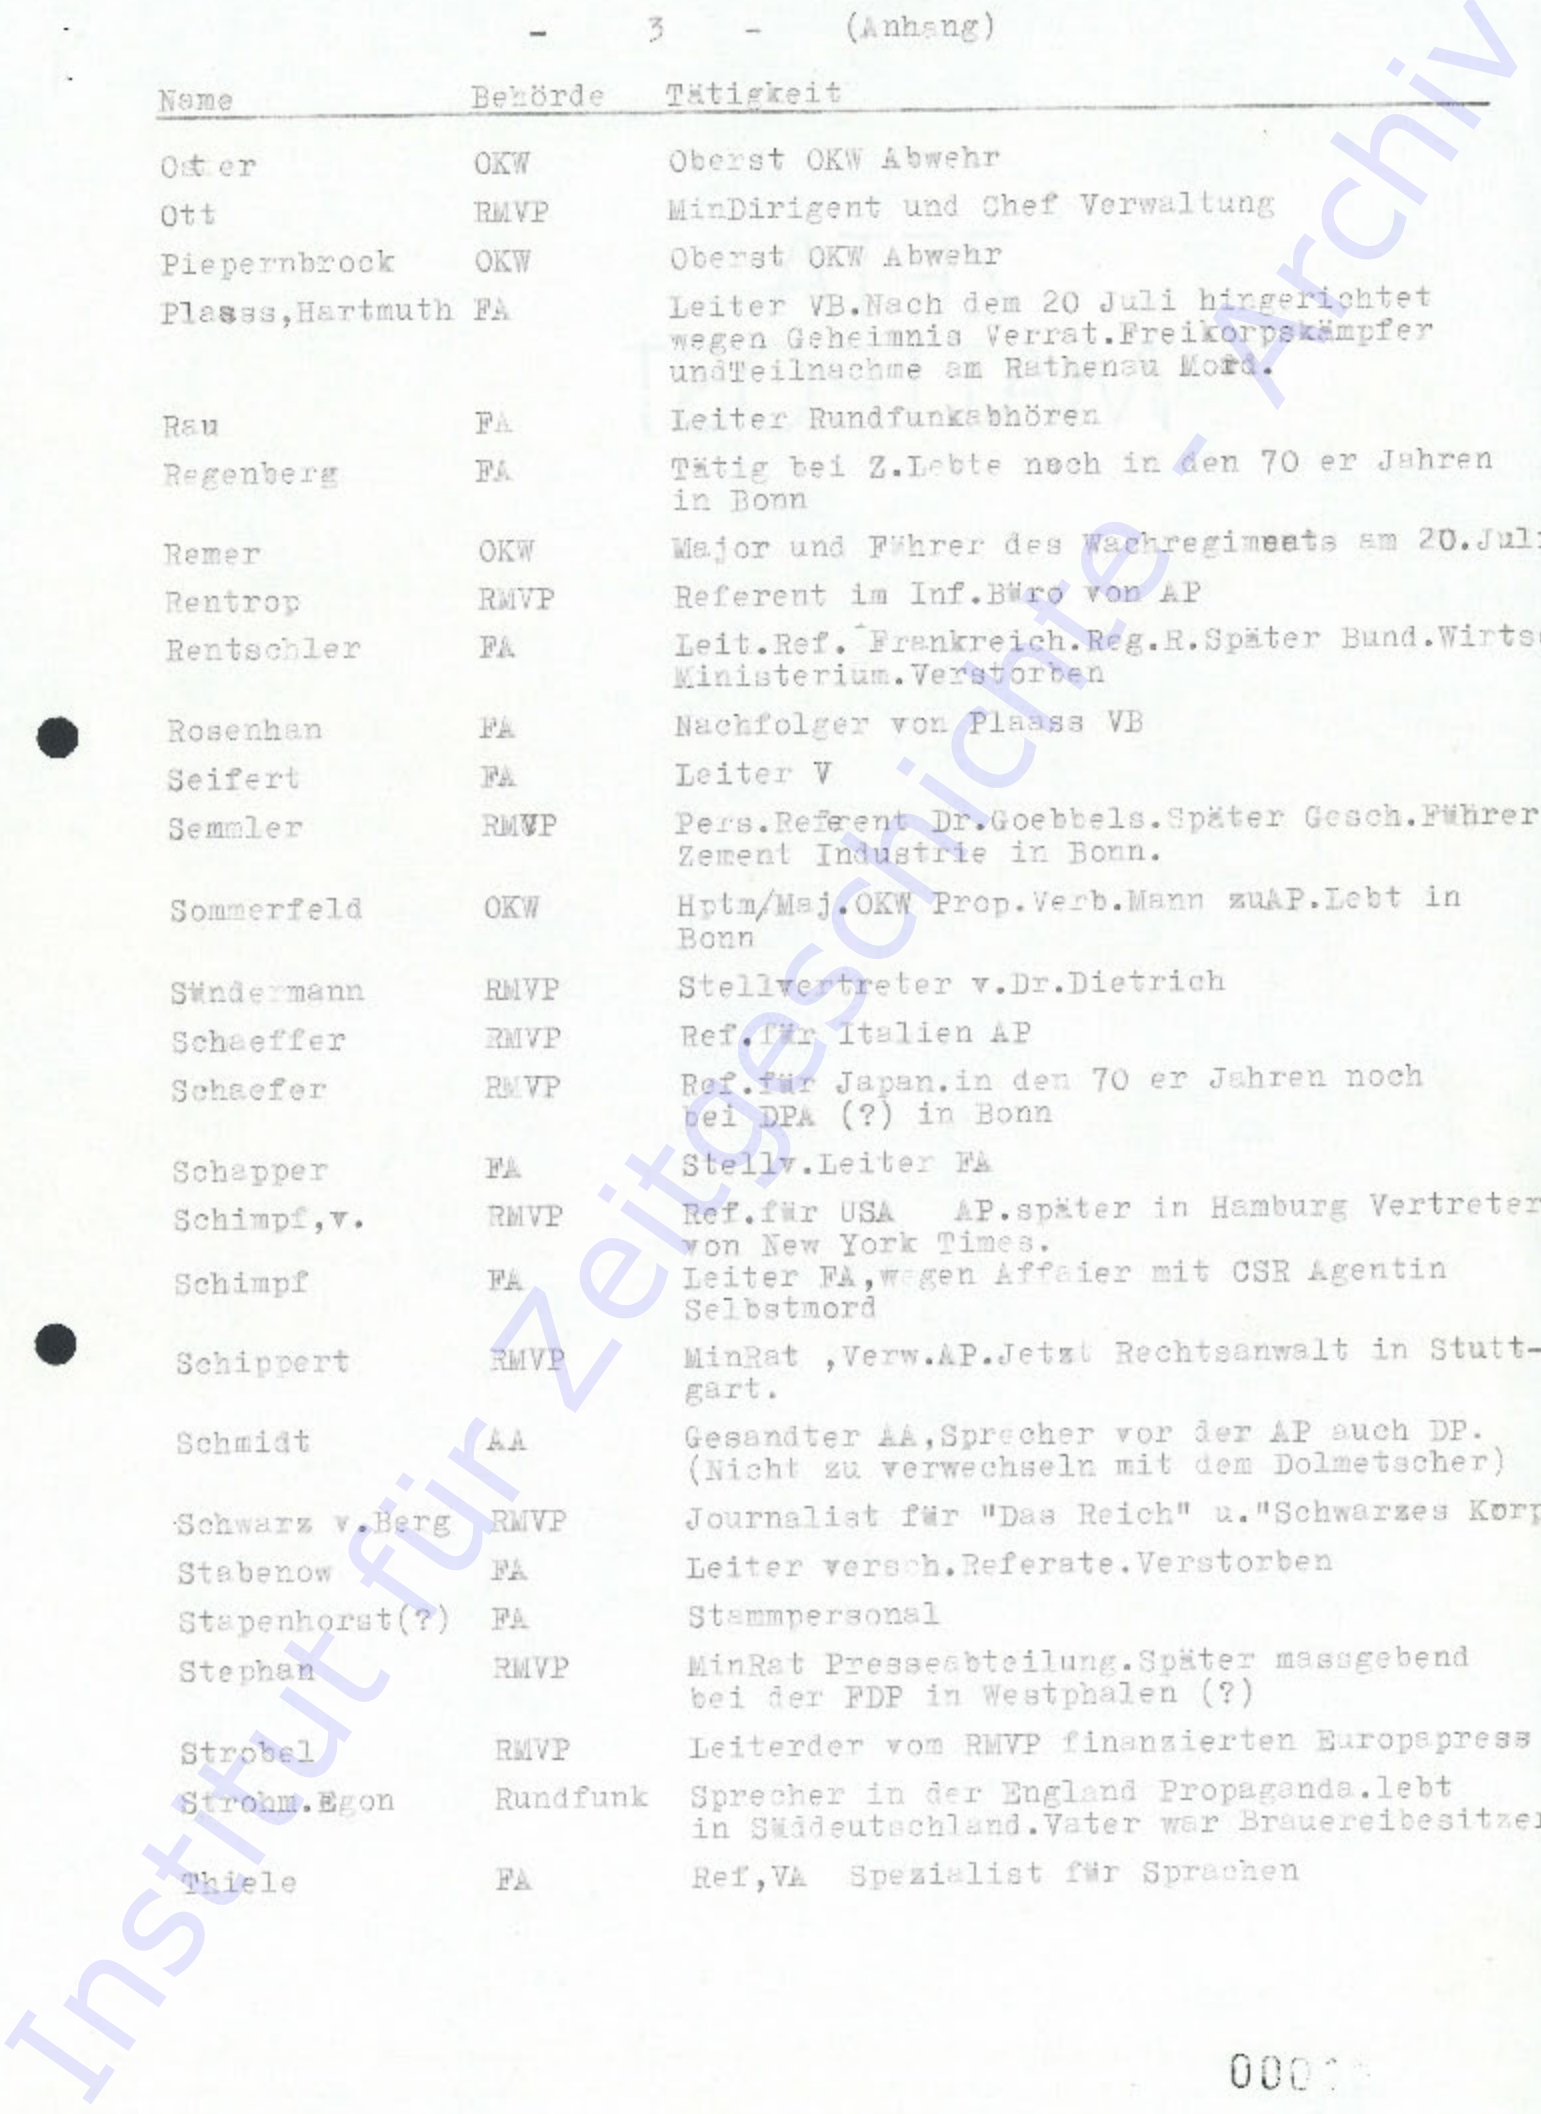 - 3 - (Anhang)
Name Behörde Tätigkeit
Oster OKW Oberst OKW Abwehr
Ott RMVP MinDirigent und Chef Verwaltung
Piepernbrock OKW Oberst OKW Abwehr
Plaass,Hartmuth FA Leiter VB.Nach dem 20 Juli hingerichtet
wegen Geheimnis Verrat.Freikorpskämpfer
undTeilnachme am Rathenau Mord.
Rau FA Leiter Rundfunkabhören
Regenberg FA Tätig bei Z.Lebte noch in den 70 er Jahren
in Bonn
Remer OKW Major und Führer des Wachregiments am 20.Juli
Rentrop RMVP Referent im Inf.Büro von AP
Rentschler FA Leit.Ref. Frankreich.Reg.R.Später Bund.Wirts
Ministerium.Verstorben
Rosenhan FA Nachfolger von Plaass VB
Seifert FA Leiter V
Semmler RMVP Pers.Referent Dr.Goebbels.Später Gesch.Führer
Zement Industrie in Bonn.
Sommerfeld OKW Hptm/Maj.OKW Prop.Verb.Mann zuAP.Lebt in
Bonn
Sündermann RMVP Stellvertreter v.Dr.Dietrich
Schaeffer RMVP Ref.für Italien AP
Schaefer RMVP Ref.für Japan.in den 70 er Jahren noch
bei DPA (?) in Bonn
Schapper FA Stellv.Leiter FA
Schimpf,v. RMVP Ref.für USA AP.später in Hamburg Vertreter
von New York Times.
Schimpf FA Leiter FA,wegen Affaier mit CSR Agentin
Selbstmord
Schippert RMVP MinRat ,Verw.AP.Jetzt Rechtsanwalt in Stutt-
gart.
Schmidt AA Gesandter AA,Sprecher vor der AP auch DP.
(Nicht zu verwechseln mit dem Dolmetscher)
Schwarz v.Berg RMVP Journalist für "Das Reich" u."Schwarzes Korp
Stabenow FA Leiter versch.Referate.Verstorben
Stapenhorst(?) FA Stammpersonal
Stephan RMVP MinRat Presseabteilung.Später massgebend
bei der FDP in Westphalen (?)
Strobel RMVP Leiterder vom RMVP finanzierten Europapress
Strohm.Egon Rundfunk Sprecher in der England Propaganda.lebt
in Süddeutschland.Vater war Brauereibesitzer
Thiele FA Ref,VA Spezialist für Sprachen
Institut für Zeitgeschichte - Archiv